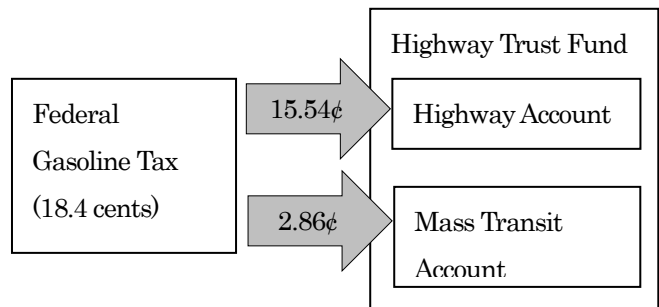 Federal
Gasoline Tax
(18.4 cents)
15.54¢
2.86¢
Highway Trust Fund
Highway Account
Mass Transit
Account